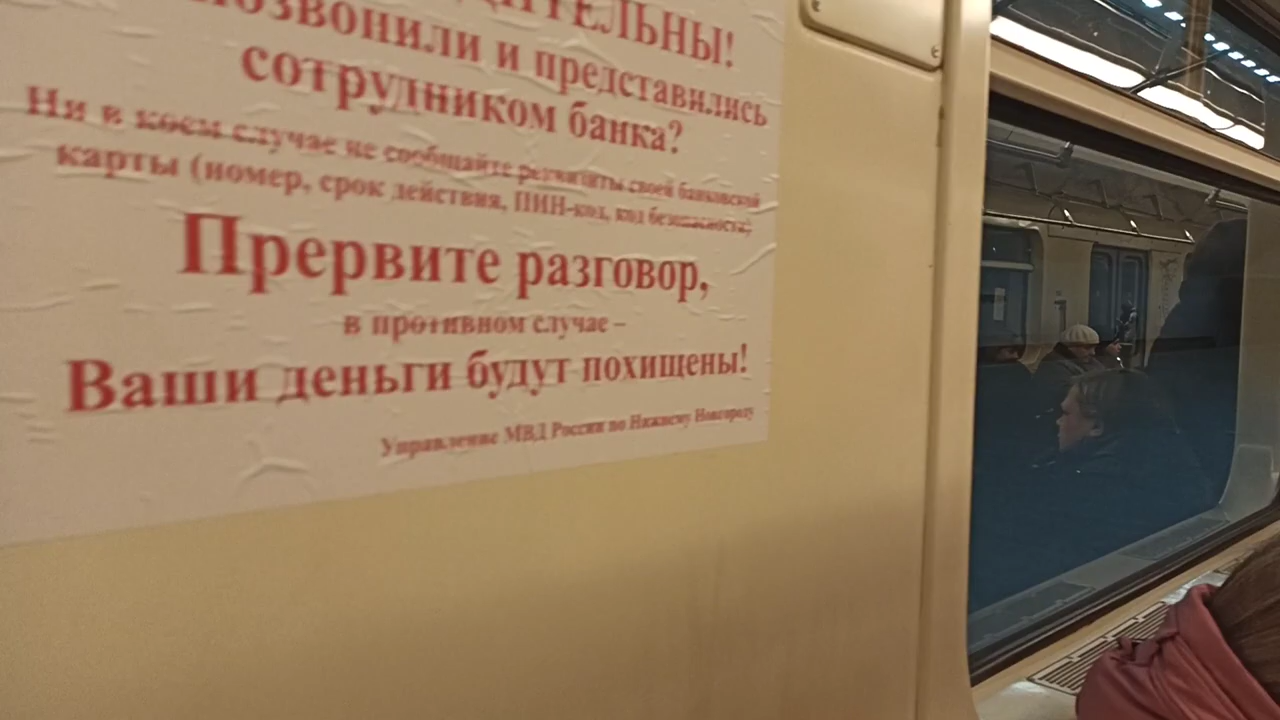 ДИТЕЛЬНЫ!
позвонили и представились
сотрудником банка?
Ни в коем случае не сообщайте реквизиты своей банковской
карты (номер, срок действия, ПИН-код, код безопасности)
Прервите разговор,
в противном случае –
Ваши деньги будут похищены!
Управление МВД России по Нижнему Новгороду